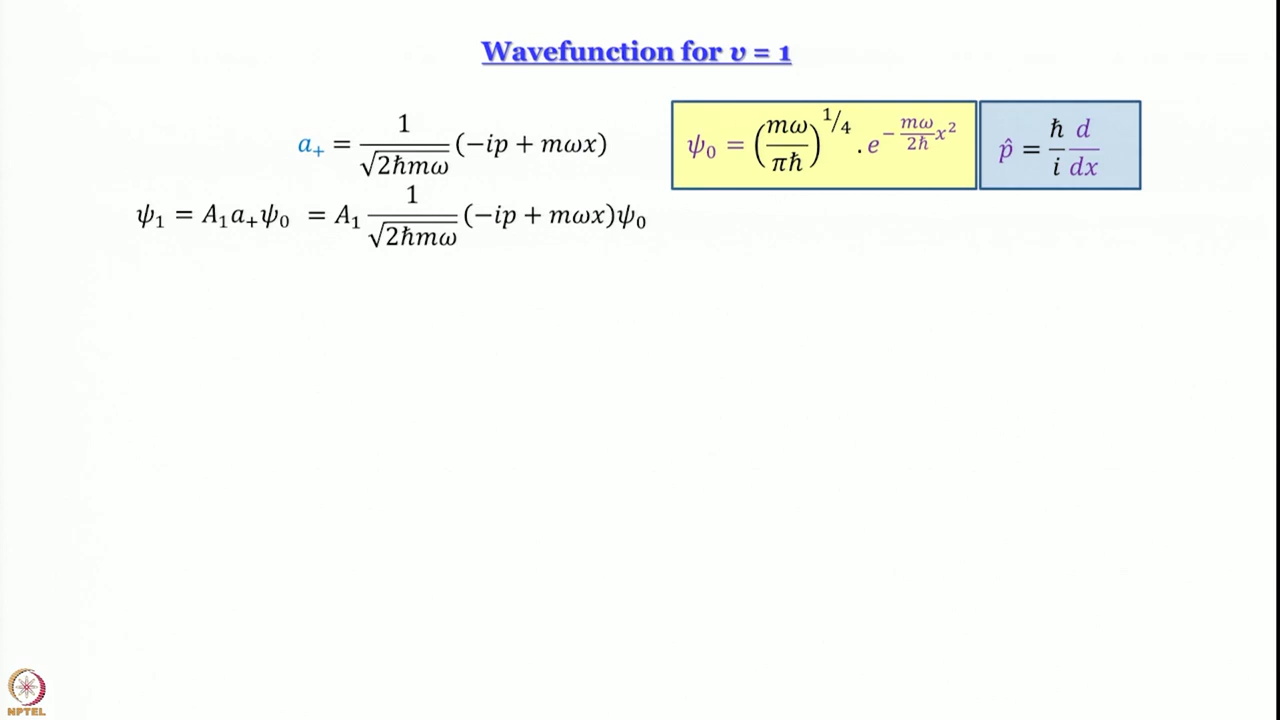 Wavefunction for v = 1
a₊ = 1/√(2ħmω) (−ip + mωx)
ψ₀ = (mω/πħ)^(1/4) . e^(−(mω/2ħ)x²)
p̂ = ħ/i d/dx
ψ₁ = A₁a₊ψ₀ = A₁ 1/√(2ħmω) (−ip + mωx)ψ₀
NPTEL